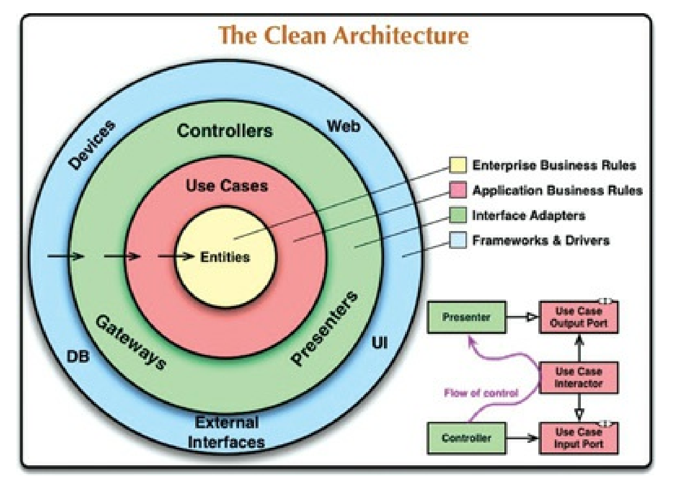 The Clean Architecture
Devices
Web
Controllers
Use Cases
Entities
Gateways
Presenters
DB
UI
External
Interfaces
Enterprise Business Rules
Application Business Rules
Interface Adapters
Frameworks & Drivers
Presenter
Use Case
Output Port
Flow of control
Use Case
Interactor
Controller
Use Case
Input Port